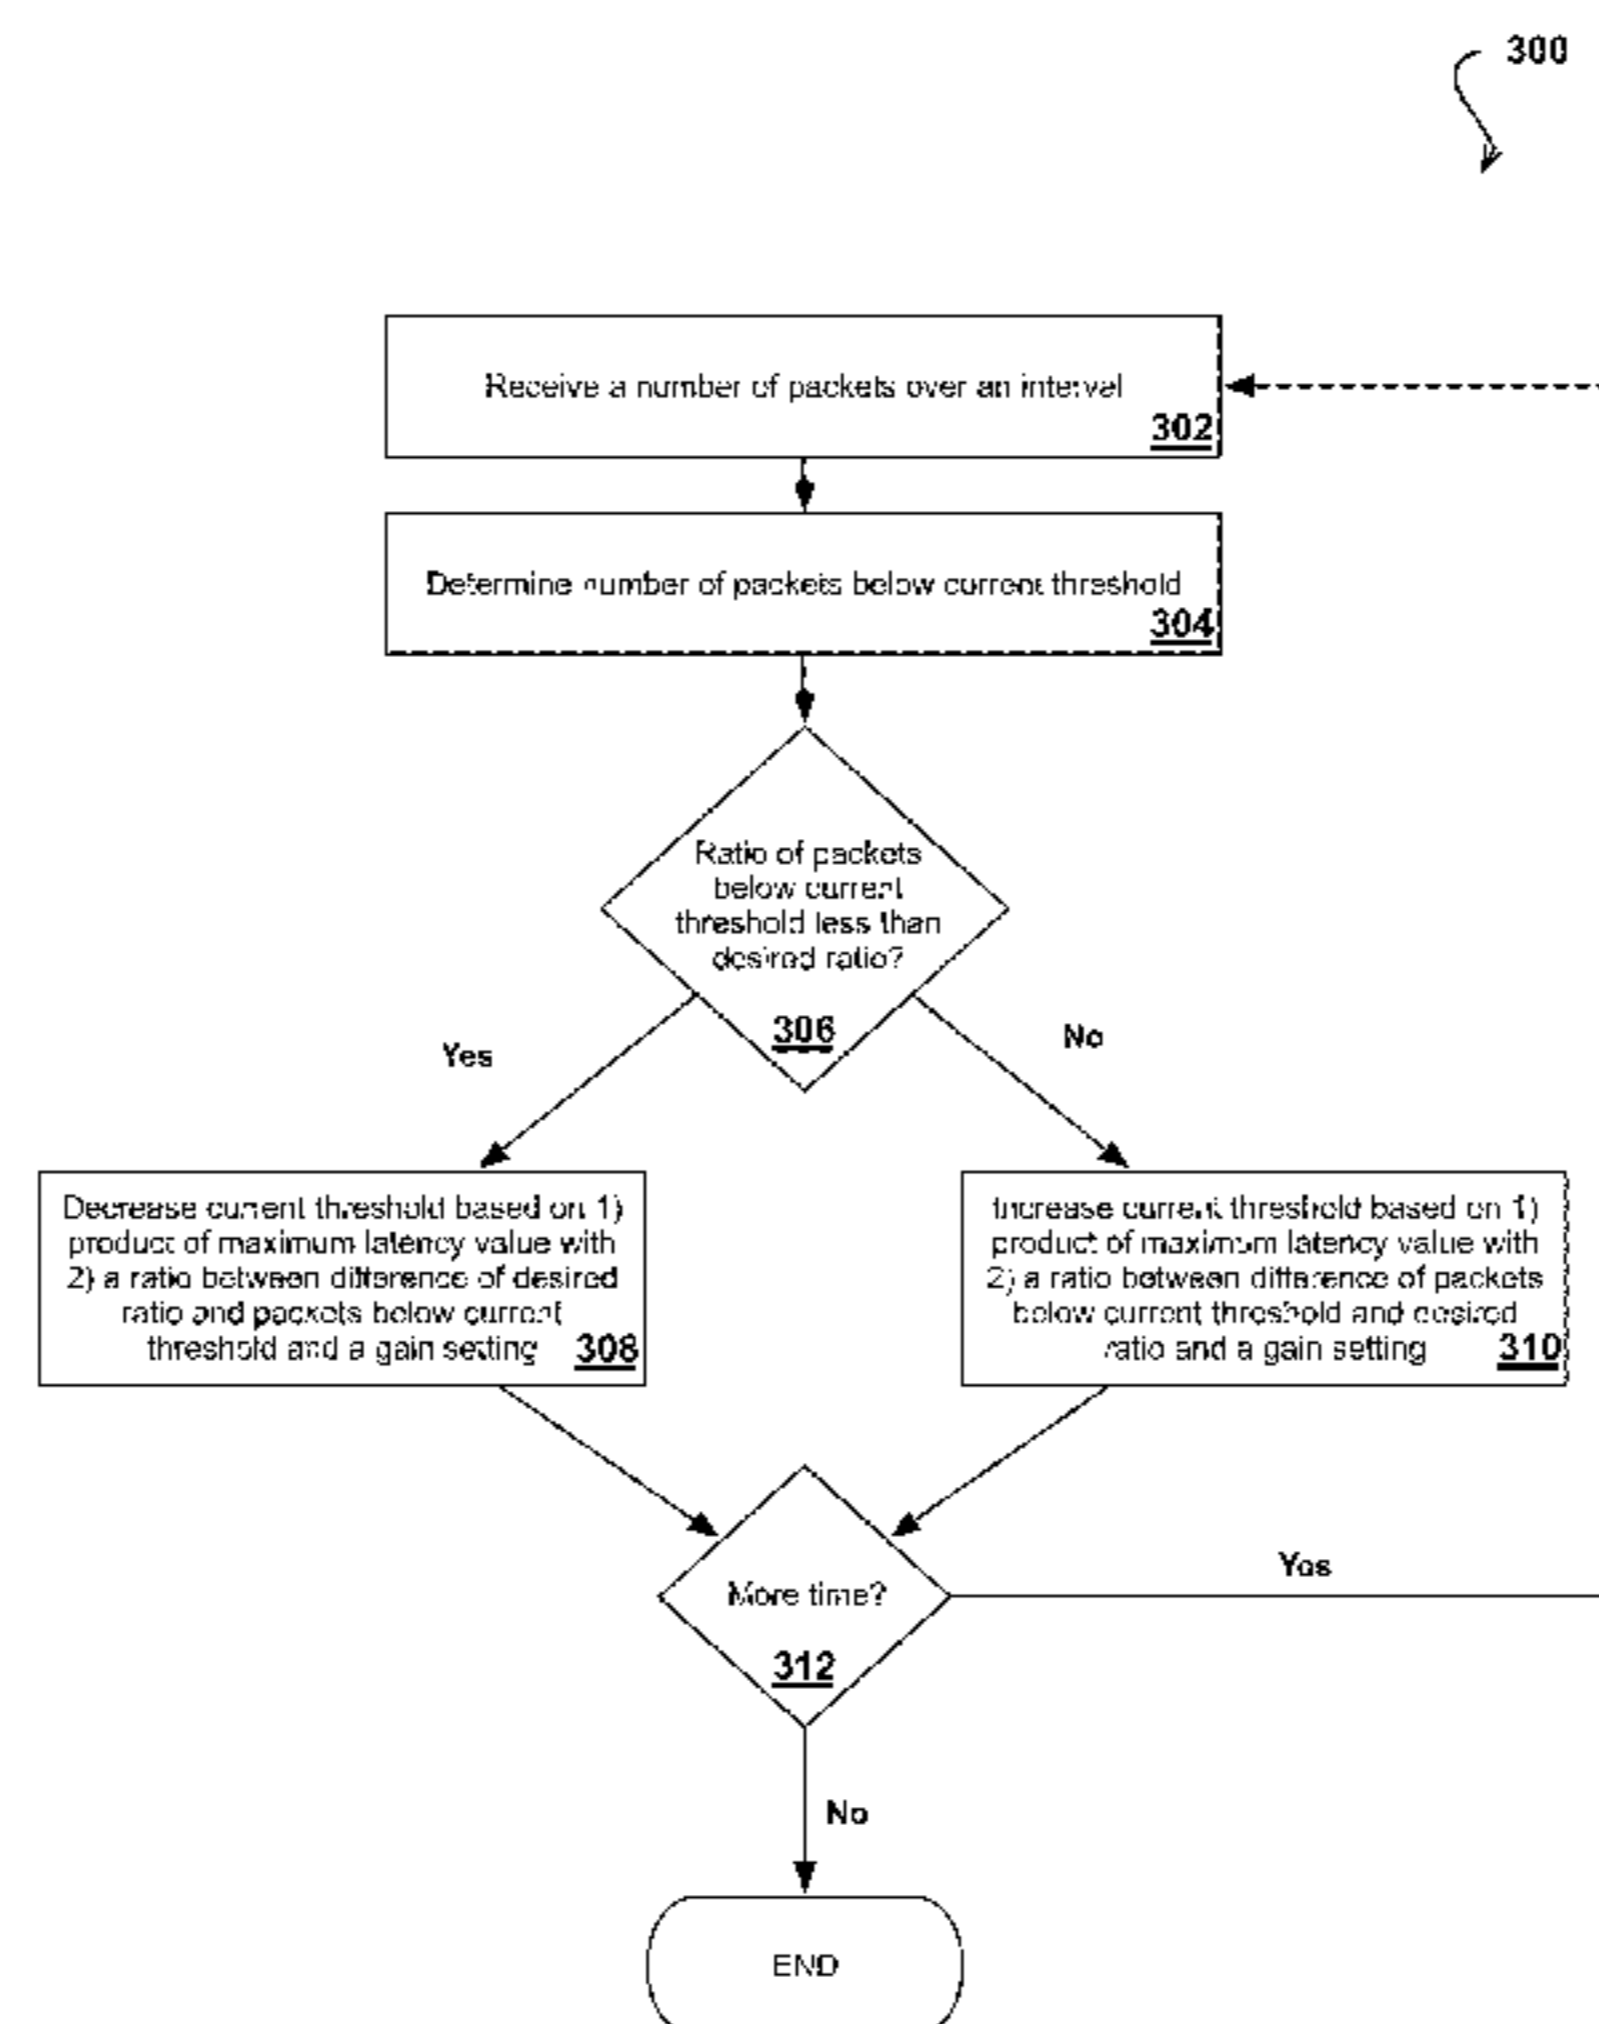 300
Receive a number of packets over an interval
302
Determine number of packets below current threshold
304
Ratio of packets
below current
threshold less than
desired ratio?
306
Yes
No
Decrease current threshold based on 1)
product of maximum latency value with
2) a ratio between difference of desired
ratio and packets below current
threshold and a gain setting
308
Increase current threshold based on 1)
product of maximum latency value with
2) a ratio between difference of packets
below current threshold and desired
ratio and a gain setting
310
More time?
312
Yes
No
END